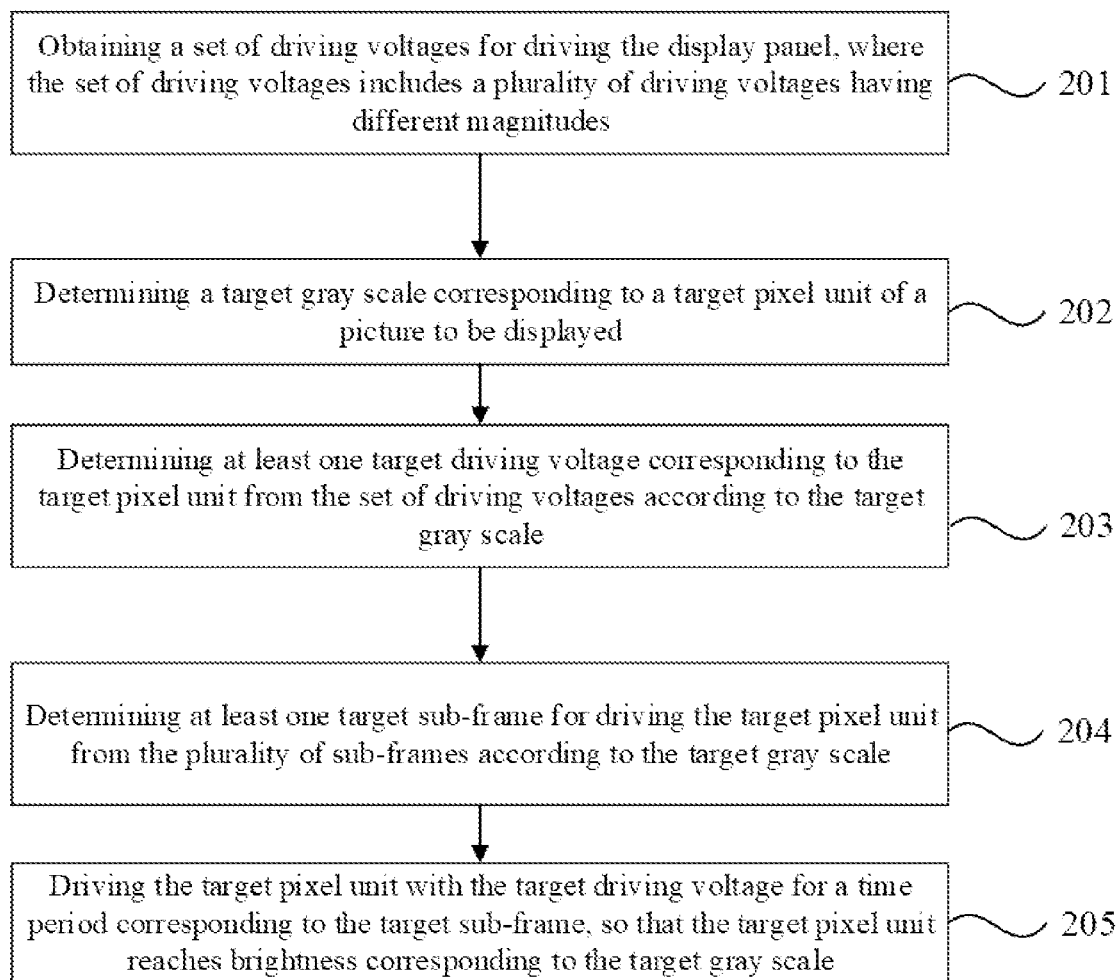 Obtaining a set of driving voltages for driving the display panel, where
the set of driving voltages includes a plurality of driving voltages having
different magnitudes
201
Determining a target gray scale corresponding to a target pixel unit of a
picture to be displayed
202
Determining at least one target driving voltage corresponding to the
target pixel unit from the set of driving voltages according to the target
gray scale
203
Determining at least one target sub-frame for driving the target pixel unit
from the plurality of sub-frames according to the target gray scale
204
Driving the target pixel unit with the target driving voltage for a time
period corresponding to the target sub-frame, so that the target pixel unit
reaches brightness corresponding to the target gray scale
205